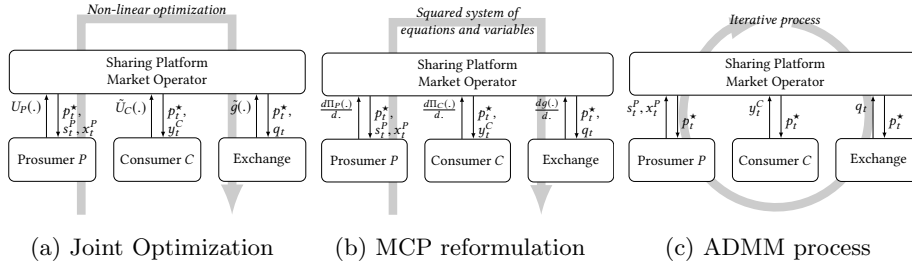 Non-linear optimization
Sharing Platform
Market Operator
U_P(.)
p_t^★,
s_t^P, x_t^P
Ũ_C(.)
p_t^★,
y_t^C
g̃(.)
p_t^★,
q_t
Prosumer P
Consumer C
Exchange
(a) Joint Optimization
Squared system of
equations and variables
Sharing Platform
Market Operator
dΠ_P(.)/d.
p_t^★,
s_t^P, x_t^P
dΠ_C(.)/d.
p_t^★,
y_t^C
dg(.)/d.
p_t^★,
q_t
Prosumer P
Consumer C
Exchange
(b) MCP reformulation
Iterative process
Sharing Platform
Market Operator
s_t^P, x_t^P
p_t^★
y_t^C
p_t^★
q_t
p_t^★
Prosumer P
Consumer C
Exchange
(c) ADMM process